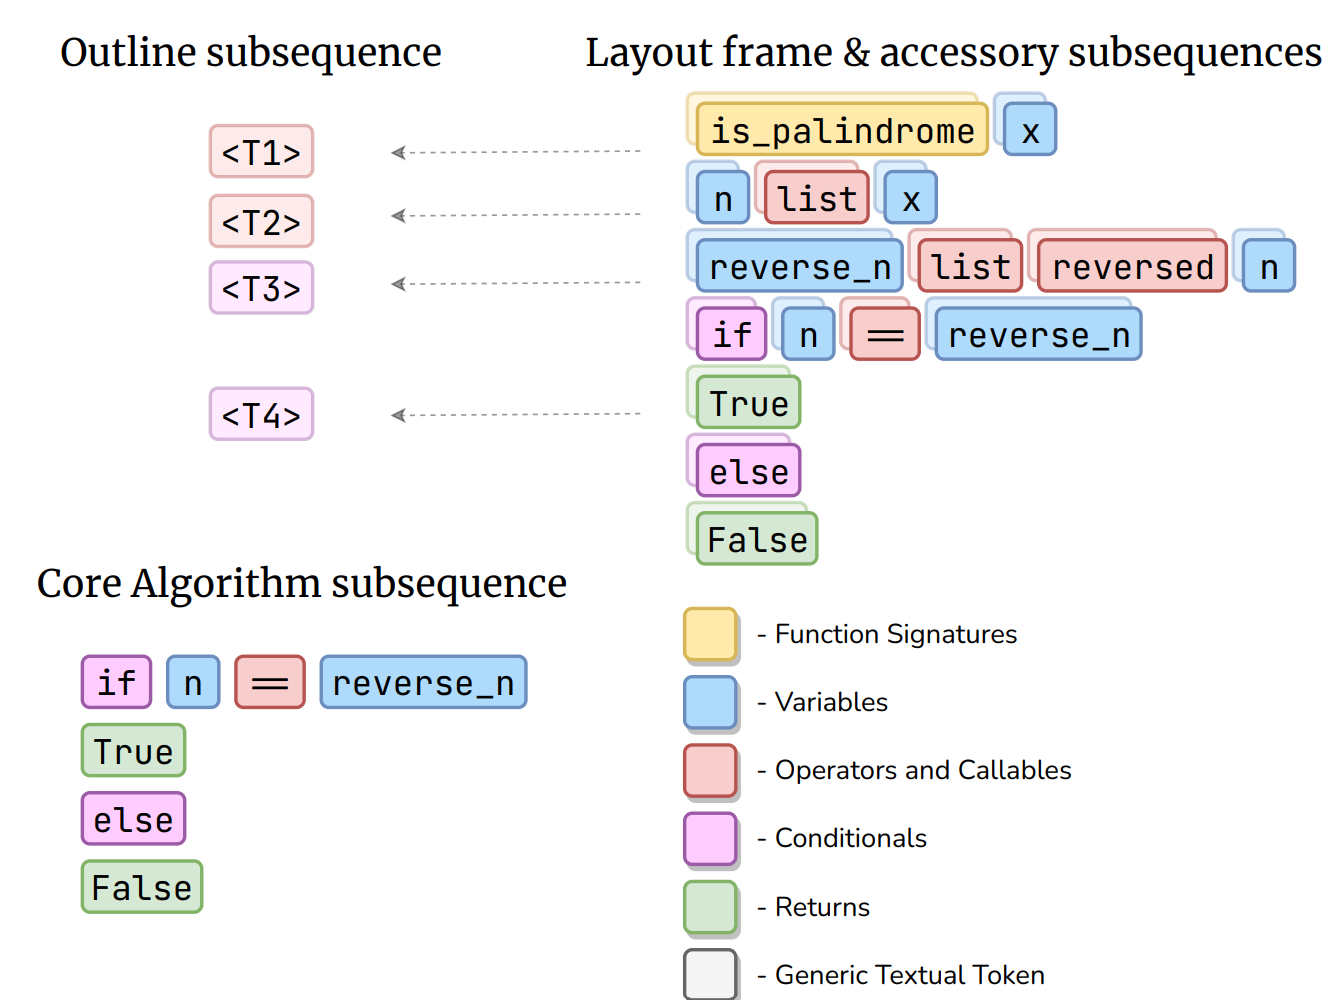 Outline subsequence
<T1>
<T2>
<T3>
<T4>
Layout frame & accessory subsequences
is_palindrome x
n list x
reverse_n list reversed n
if n == reverse_n
True
else
False
Core Algorithm subsequence
if n == reverse_n
True
else
False
- Function Signatures
- Variables
- Operators and Callables
- Conditionals
- Returns
- Generic Textual Token